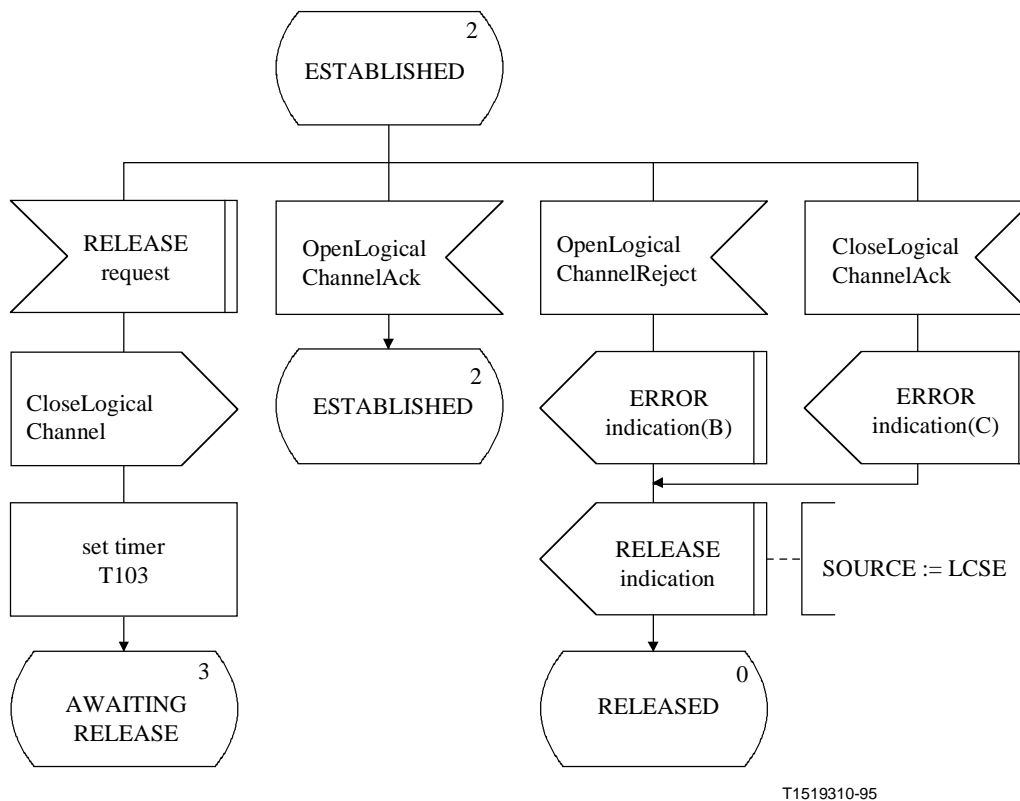 2
ESTABLISHED
RELEASE
request
OpenLogical
ChannelAck
OpenLogical
ChannelReject
CloseLogical
ChannelAck
CloseLogical
Channel
2
ESTABLISHED
ERROR
indication(B)
ERROR
indication(C)
set timer
T103
RELEASE
indication
SOURCE := LCSE
3
AWAITING
RELEASE
0
RELEASED
T1519310-95